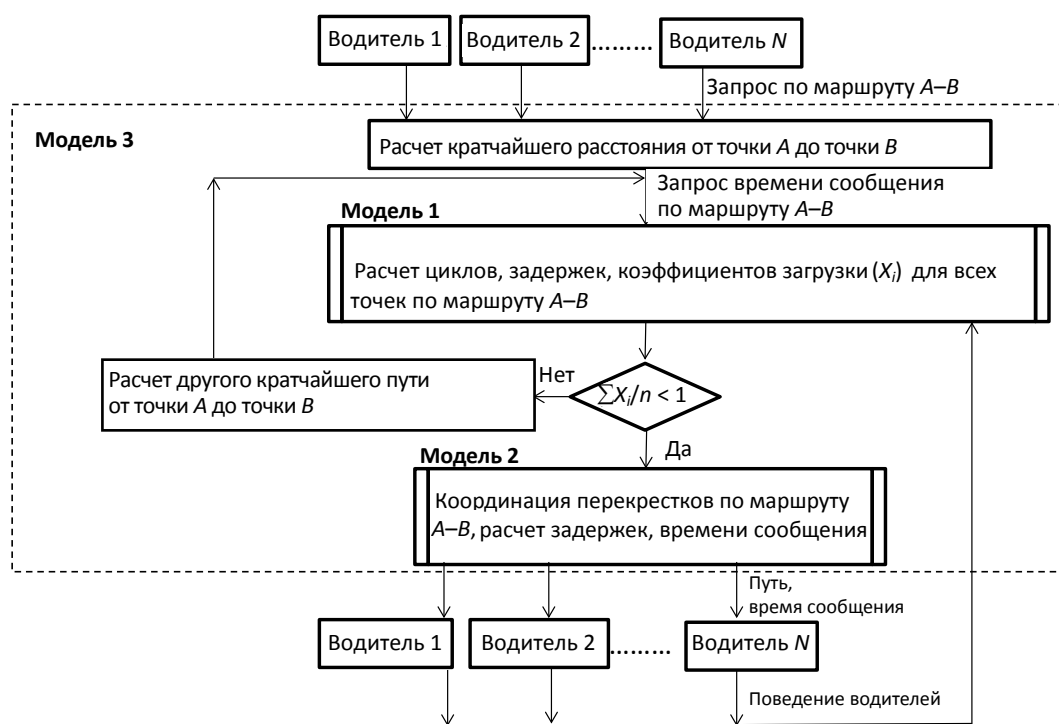 Водитель 1
Водитель 2
………
Водитель N
Запрос по маршруту A–B
Модель 3
Расчет кратчайшего расстояния от точки A до точки B
Запрос времени сообщения
по маршруту A–B
Модель 1
Расчет циклов, задержек, коэффициентов загрузки (Xi) для всех
точек по маршруту A–B
Расчет другого кратчайшего пути
от точки A до точки B
Нет
∑Xi/n < 1
Да
Модель 2
Координация перекрестков по маршруту
A–B, расчет задержек, времени сообщения
Путь,
время сообщения
Водитель 1
Водитель 2
………
Водитель N
Поведение водителей